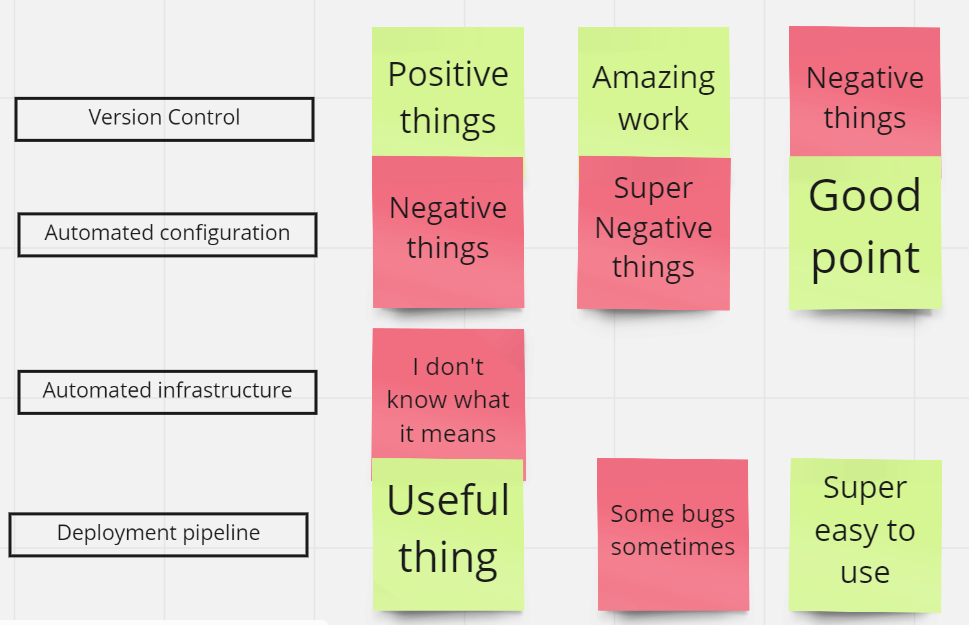 Version Control
Positive
things
Amazing
work
Negative
things
Automated configuration
Negative
things
Super
Negative
things
Good
point
Automated infrastructure
I don't
know what
it means
Deployment pipeline
Useful
thing
Some bugs
sometimes
Super
easy to
use